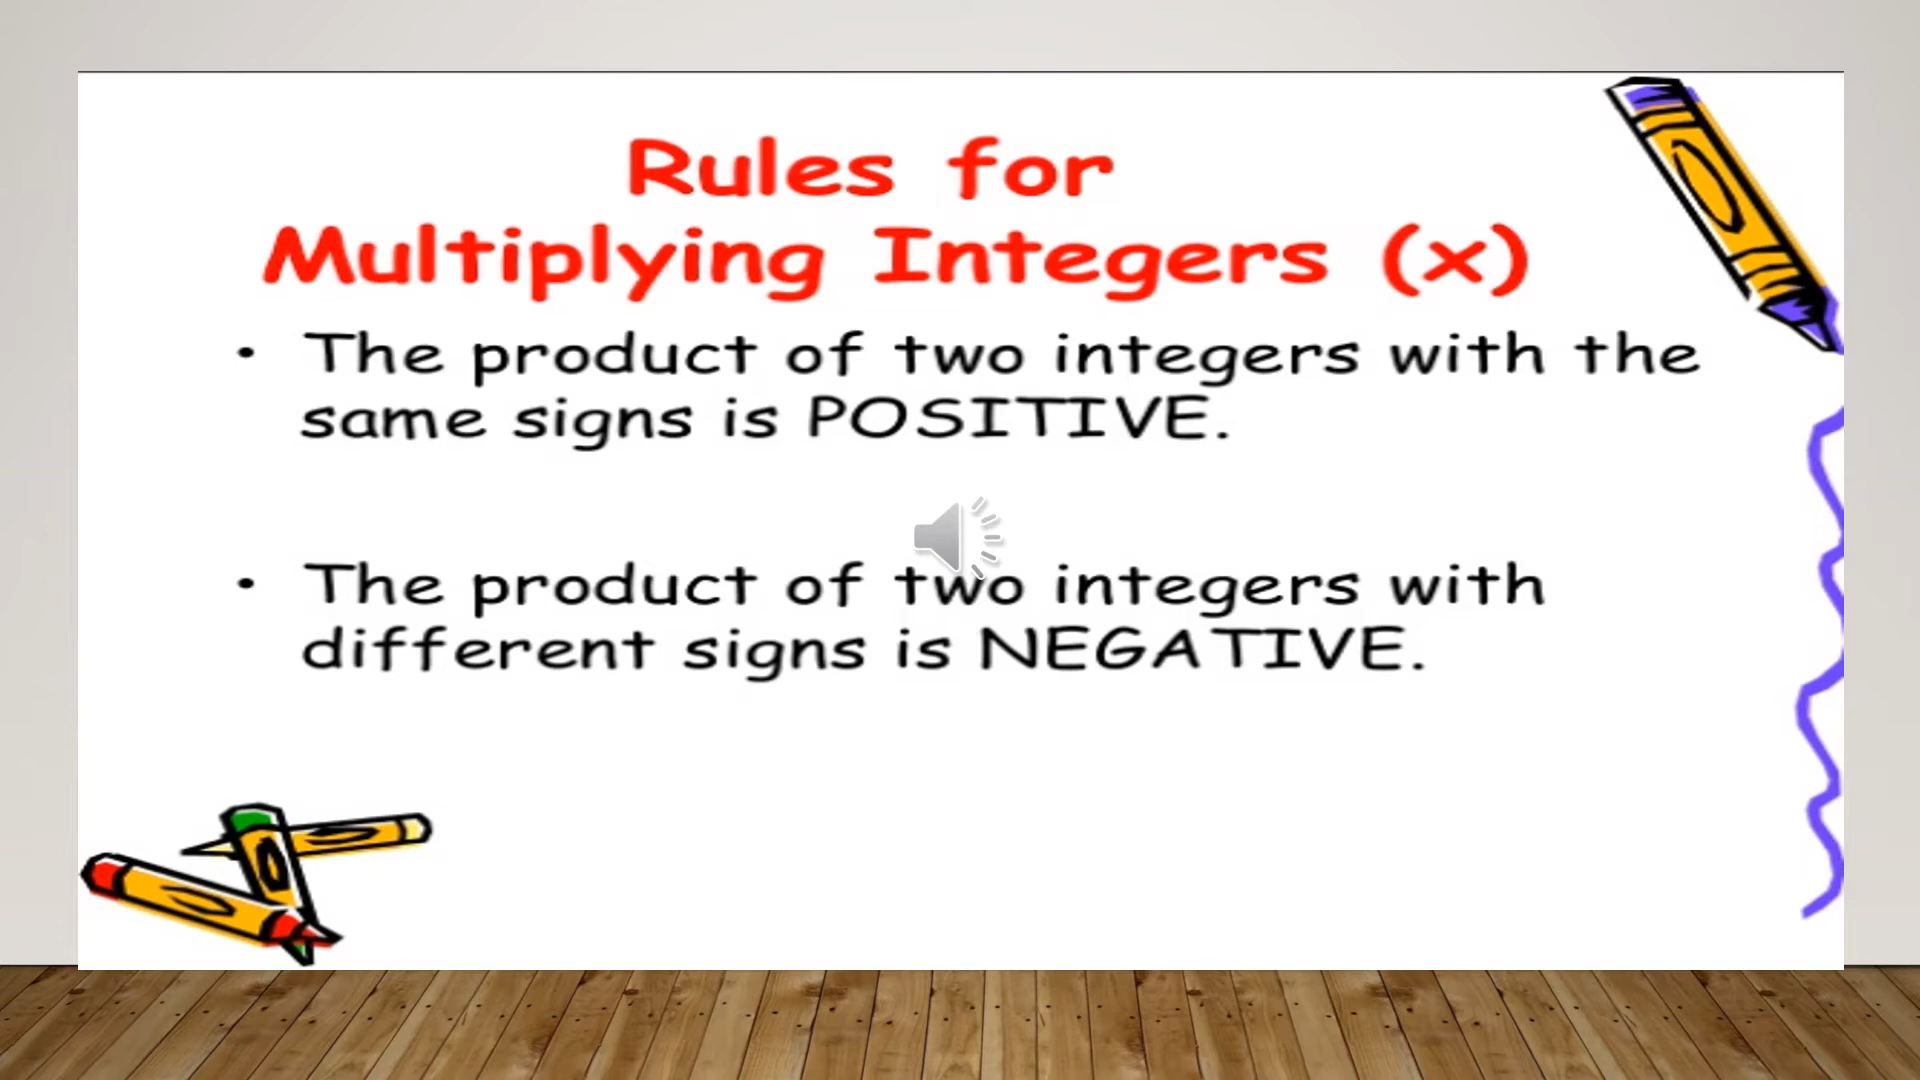 Rules for
Multiplying Integers (x)
• The product of two integers with the
same signs is POSITIVE.
• The product of two integers with
different signs is NEGATIVE.